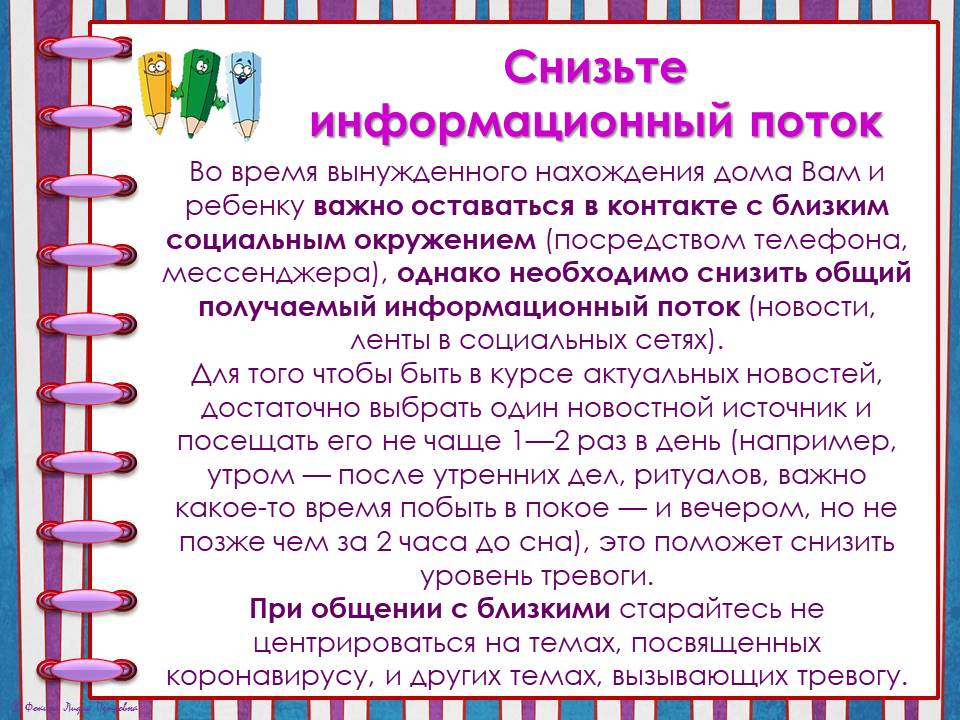 Снизьте
информационный поток
Во время вынужденного нахождения дома Вам и
ребенку важно оставаться в контакте с близким
социальным окружением (посредством телефона,
мессенджера), однако необходимо снизить общий
получаемый информационный поток (новости,
ленты в социальных сетях).
Для того чтобы быть в курсе актуальных новостей,
достаточно выбрать один новостной источник и
посещать его не чаще 1—2 раз в день (например,
утром — после утренних дел, ритуалов, важно
какое-то время побыть в покое — и вечером, но не
позже чем за 2 часа до сна), это поможет снизить
уровень тревоги.
При общении с близкими старайтесь не
центрироваться на темах, посвященных
коронавирусу, и других темах, вызывающих тревогу.
Лидия Петровна